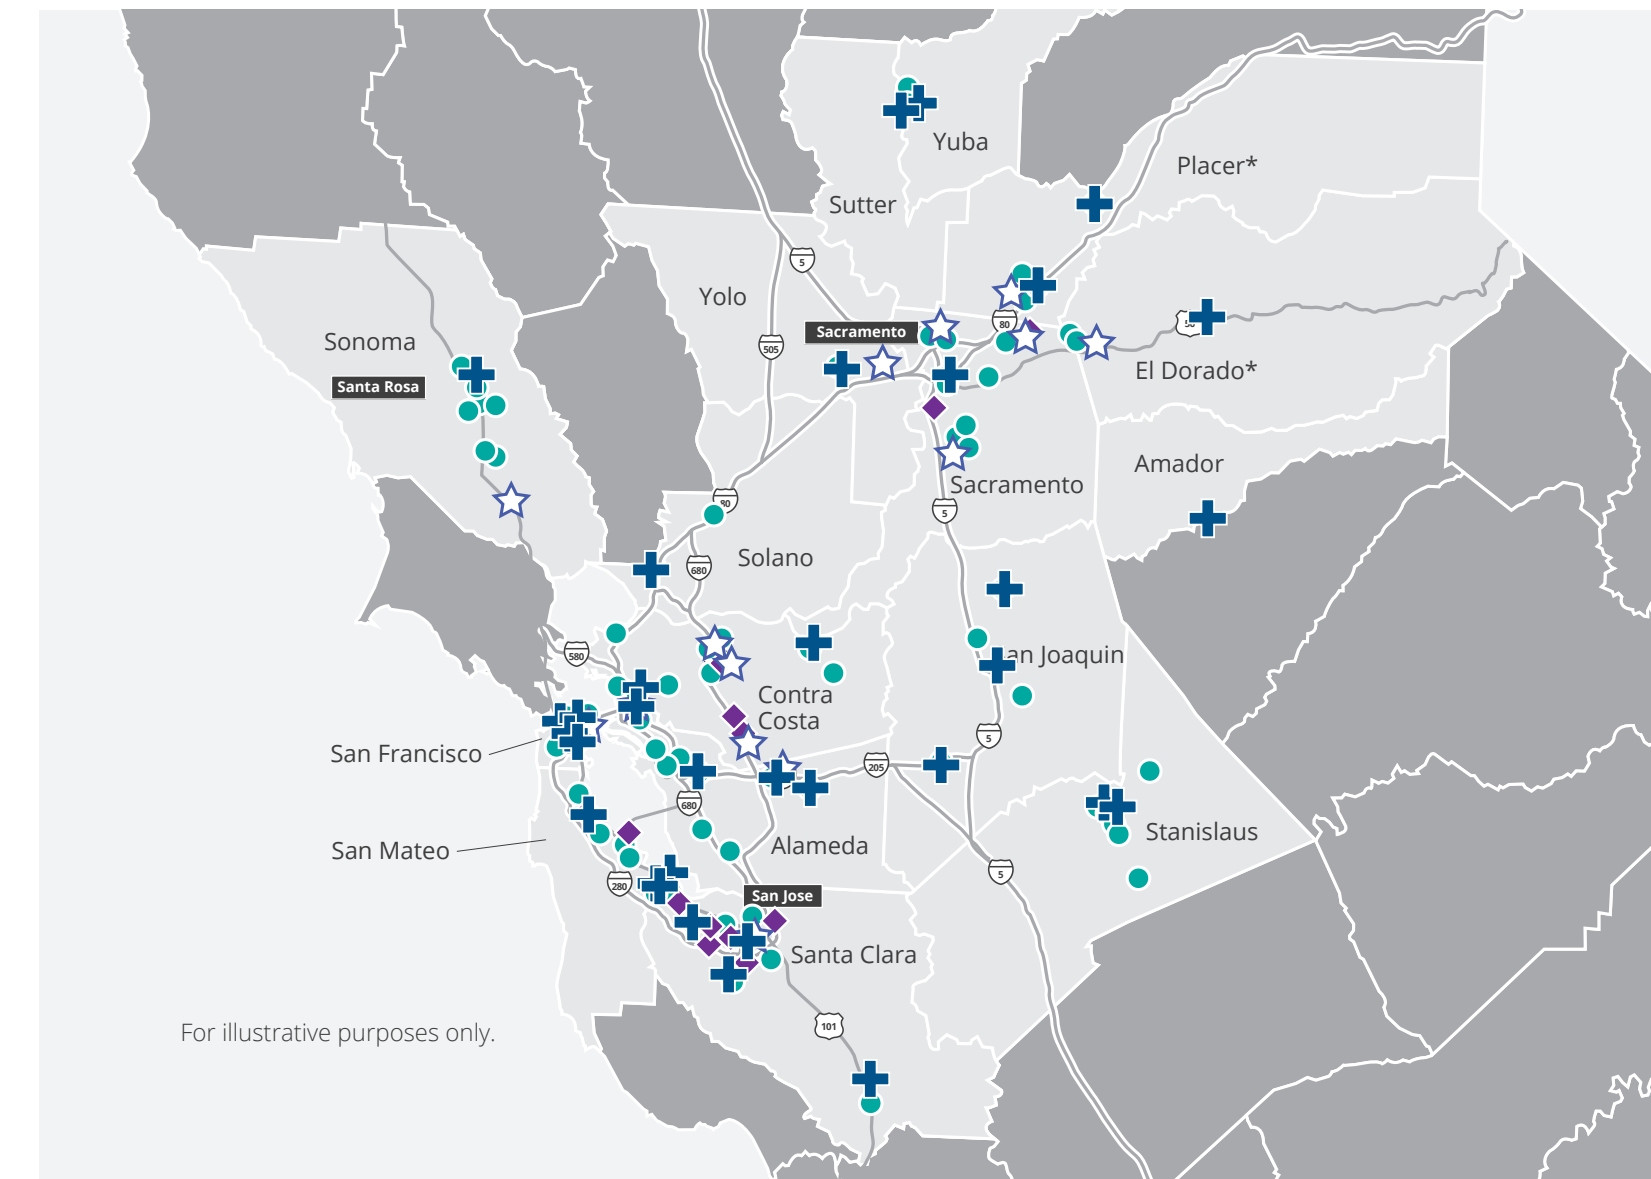 Yuba
Placer*
Sutter
5
Yolo
Sacramento
80
505
Sonoma
Santa Rosa
El Dorado*
Amador
Sacramento
80
5
Solano
680
580
an Joaquin
Contra
Costa
San Francisco
5
205
680
Stanislaus
San Mateo
Alameda
5
280
San Jose
Santa Clara
101
For illustrative purposes only.